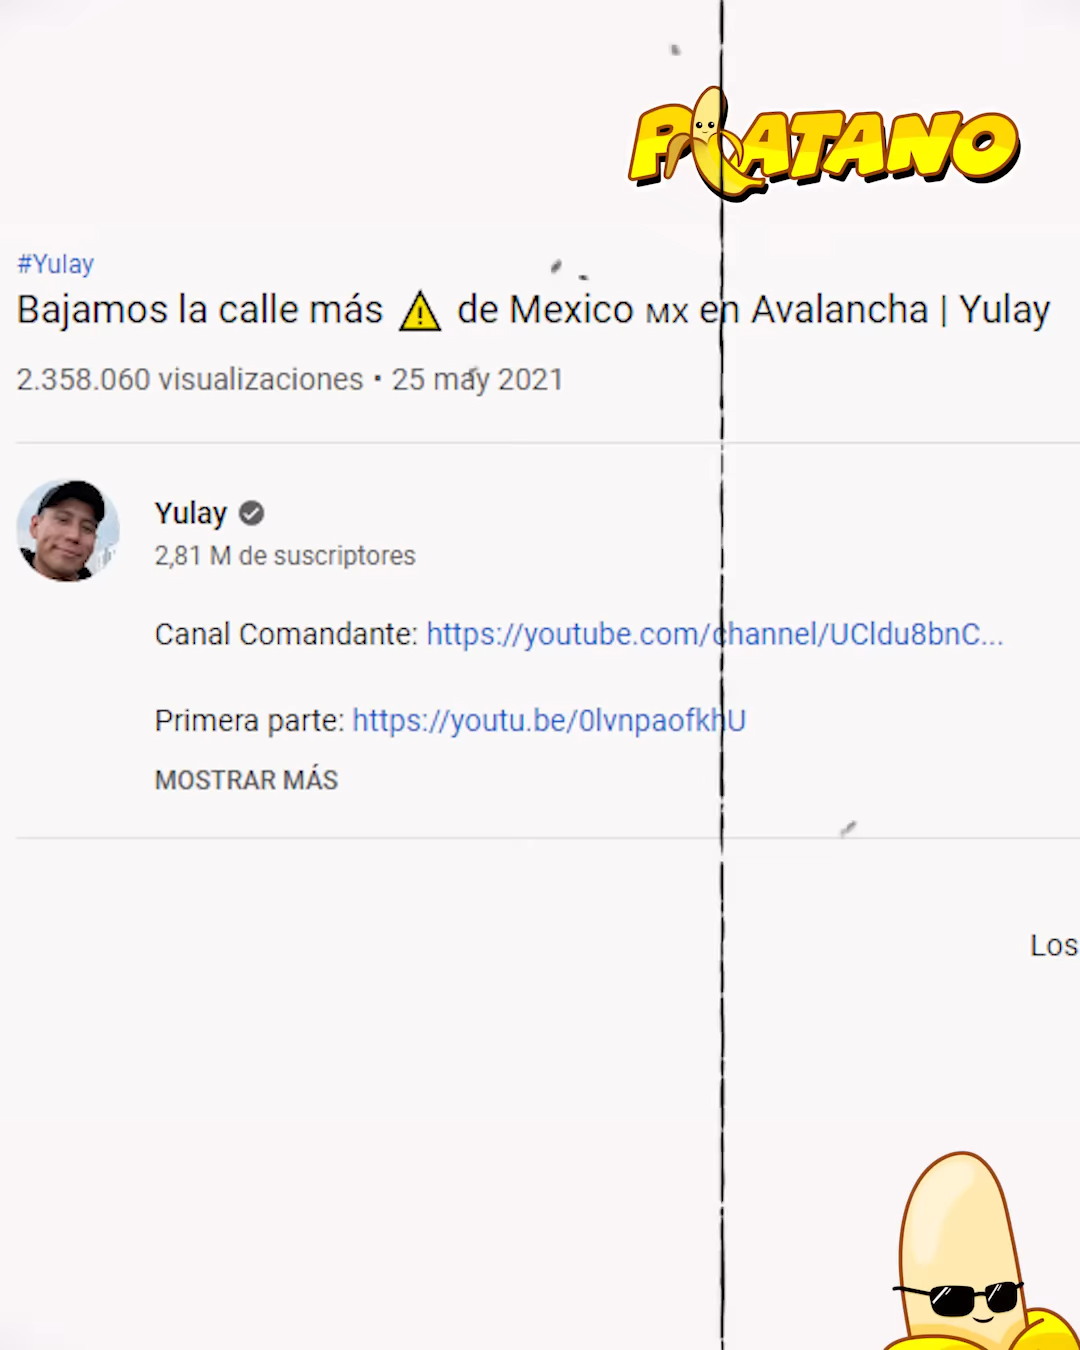 PLATANO
#Yulay
Bajamos la calle más ⚠ de Mexico MX en Avalancha | Yulay
2.358.060 visualizaciones • 25 may 2021
Yulay
2,81 M de suscriptores
Canal Comandante: https://youtube.com/channel/UCldu8bnC...
Primera parte: https://youtu.be/0lvnpaofkhU
MOSTRAR MÁS
Los